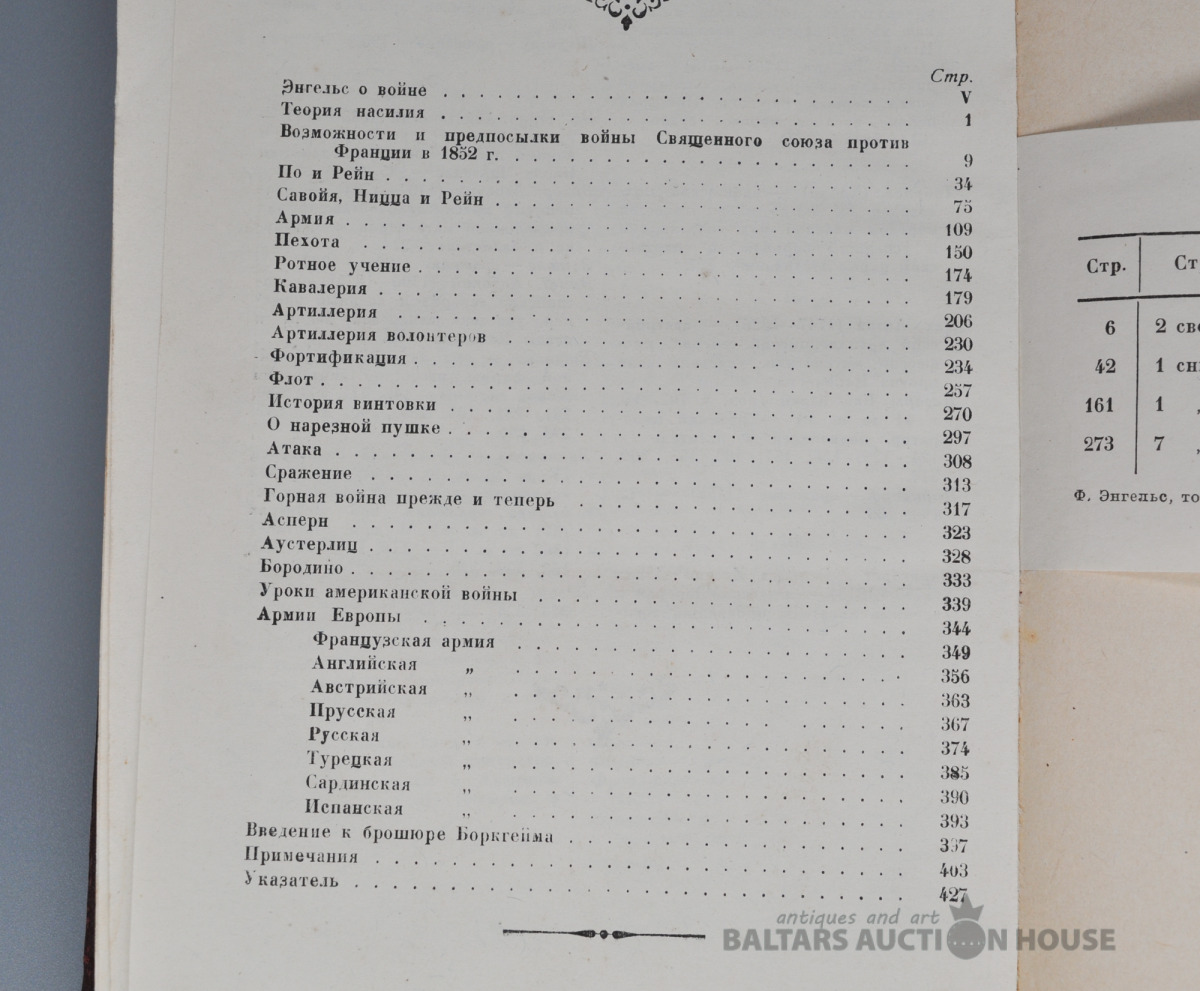 Стр.
Энгельс о войне . . . . . . . . . . . . . . . . . . . . V
Теория насилия . . . . . . . . . . . . . . . . . . . . 1
Возможности и предпосылки войны Священного союза против
Франции в 1852 г. . . . . . . . . . . . . . . . . . 9
По и Рейн . . . . . . . . . . . . . . . . . . . . . . 34
Савойя, Ницца и Рейн . . . . . . . . . . . . . . . . . . 75
Армия . . . . . . . . . . . . . . . . . . . . . . . . 109
Пехота . . . . . . . . . . . . . . . . . . . . . . . 150
Ротное учение . . . . . . . . . . . . . . . . . . . . . 174
Кавалерия . . . . . . . . . . . . . . . . . . . . . . 179
Артиллерия . . . . . . . . . . . . . . . . . . . . . . 206
Артиллерия волонтеров . . . . . . . . . . . . . . . . . 230
Фортификация . . . . . . . . . . . . . . . . . . . . . 234
Флот . . . . . . . . . . . . . . . . . . . . . . . . . 257
История винтовки . . . . . . . . . . . . . . . . . . . 270
О нарезной пушке . . . . . . . . . . . . . . . . . . . 297
Атака . . . . . . . . . . . . . . . . . . . . . . . . 308
Сражение . . . . . . . . . . . . . . . . . . . . . . . 313
Горная война прежде и теперь . . . . . . . . . . . . . . 317
Асперн . . . . . . . . . . . . . . . . . . . . . . . 323
Аустерлиц . . . . . . . . . . . . . . . . . . . . . . 328
Бородино . . . . . . . . . . . . . . . . . . . . . . . 333
Уроки американской войны . . . . . . . . . . . . . . . . 339
Армии Европы . . . . . . . . . . . . . . . . . . . . . 344
Французская армия . . . . . . . . . . . . . . . . . 349
Английская „ . . . . . . . . . . . . . . . . . 356
Австрийская „ . . . . . . . . . . . . . . . . . 363
Прусская „ . . . . . . . . . . . . . . . . . 367
Русская „ . . . . . . . . . . . . . . . . . 374
Турецкая „ . . . . . . . . . . . . . . . . . 385
Сардинская „ . . . . . . . . . . . . . . . . . 390
Испанская „ . . . . . . . . . . . . . . . . . 393
Введение к брошюре Боркгейма . . . . . . . . . . . . . . 397
Примечания . . . . . . . . . . . . . . . . . . . . . . 403
Указатель . . . . . . . . . . . . . . . . . . . . . . . 427
Стр. Ст
6 2 сво
42 1 сн
161 1 „
273 7 „
Ф. Энгельс, то
antiques and art
BALTARS AUCTION HOUSE